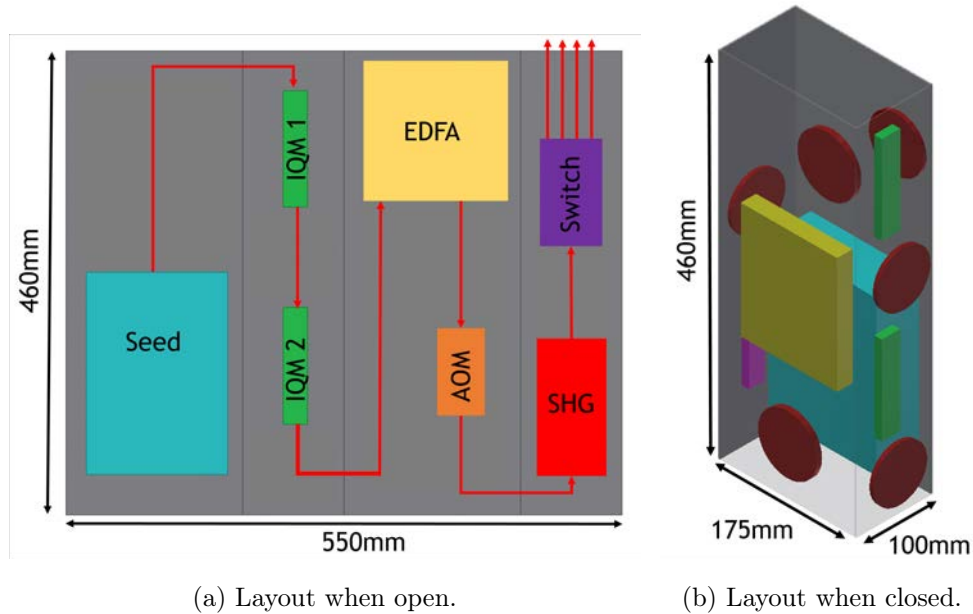 IQM 1
EDFA
Switch
460mm
460mm
Seed
IQM 2
AOM
SHG
550mm
175mm
100mm
(a) Layout when open.
(b) Layout when closed.